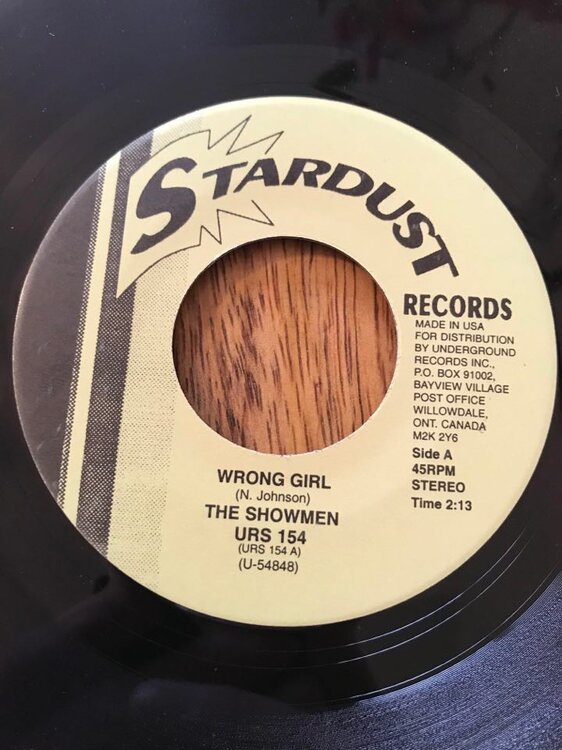 STARDUST
RECORDS
MADE IN USA
FOR DISTRIBUTION
BY UNDERGROUND
RECORDS INC.,
P.O. BOX 91002,
BAYVIEW VILLAGE
POST OFFICE
WILLOWDALE,
ONT. CANADA
M2K 2Y6
Side A
45RPM
STEREO
Time 2:13
WRONG GIRL
(N. Johnson)
THE SHOWMEN
URS 154
(URS 154 A)
(U-54848)